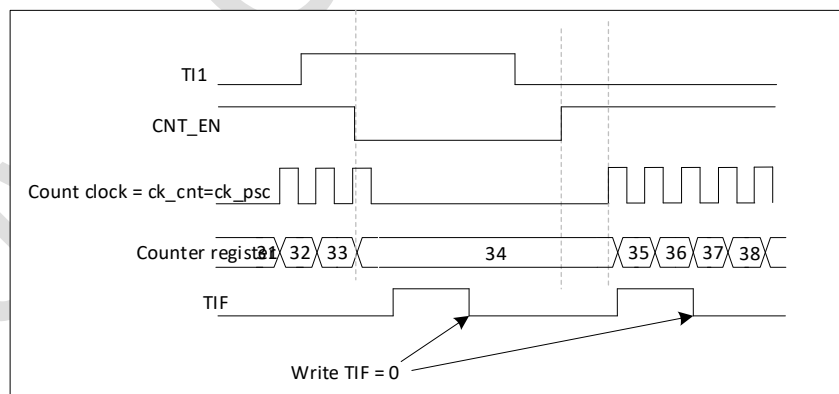 TI1
CNT_EN
Count clock = ck_cnt=ck_psc
Counter register 31 32 33 34 35 36 37 38
TIF
Write TIF = 0